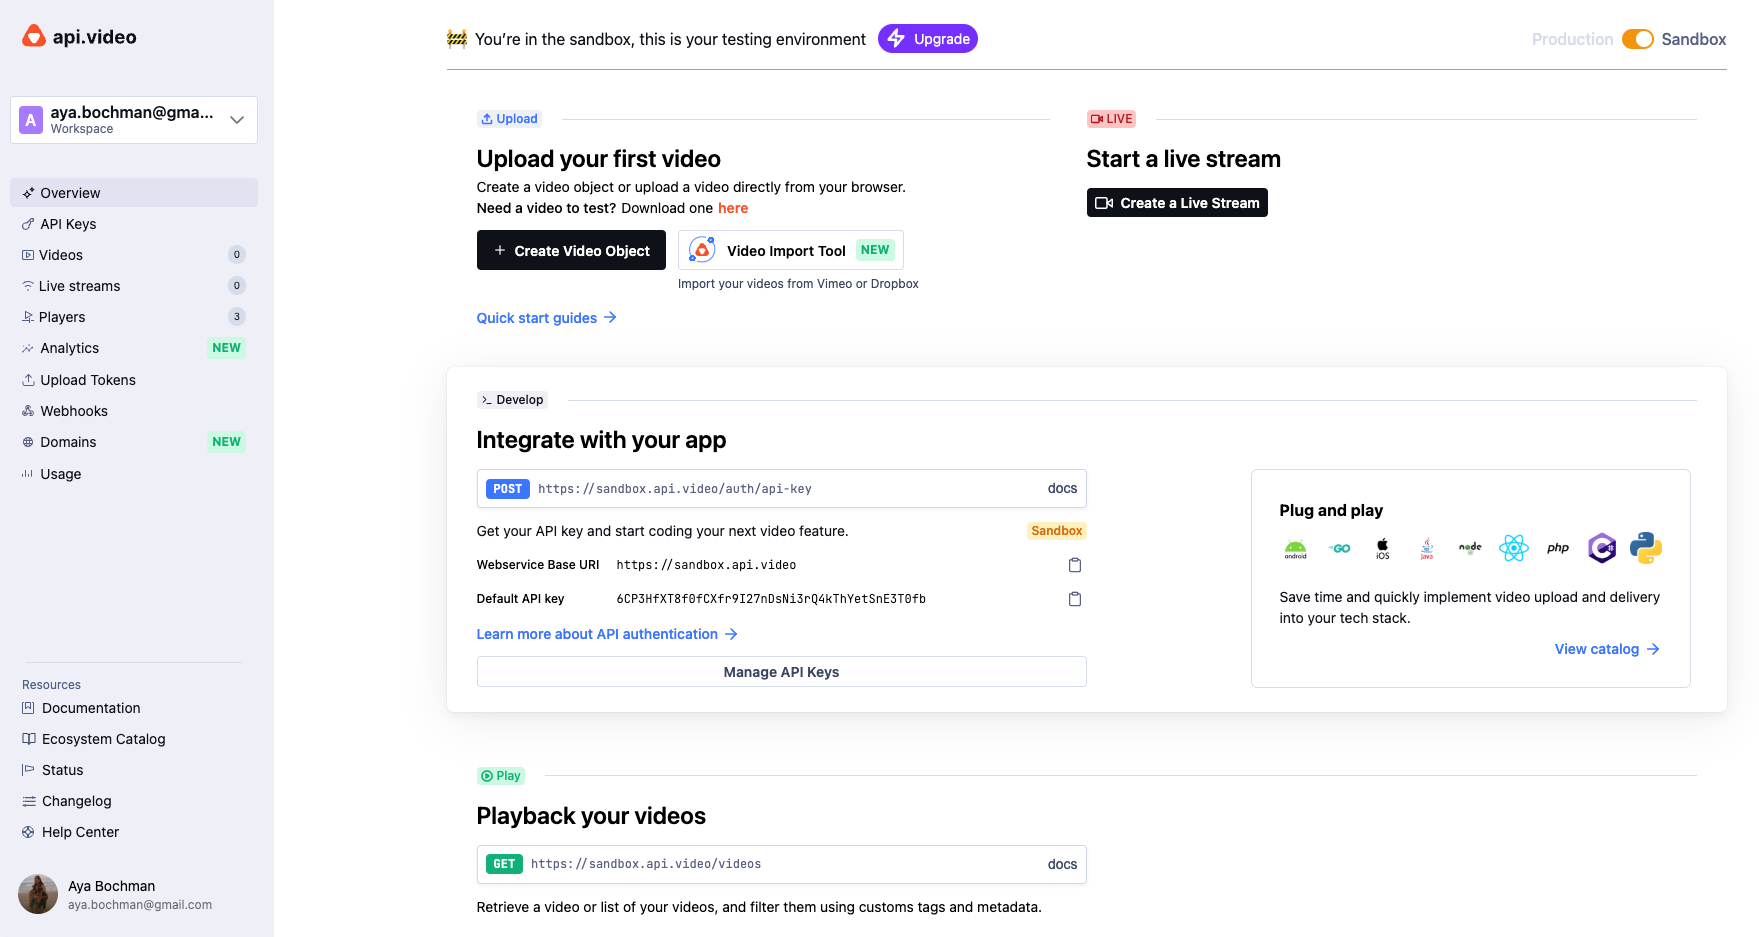 api.video
A
aya.bochman@gma...
Workspace
Overview
API Keys
Videos 0
Live streams 0
Players 3
Analytics NEW
Upload Tokens
Webhooks
Domains NEW
Usage
Resources
Documentation
Ecosystem Catalog
Status
Changelog
Help Center
Aya Bochman
aya.bochman@gmail.com
You're in the sandbox, this is your testing environment Upgrade
Production Sandbox
Upload
Upload your first video
Create a video object or upload a video directly from your browser.
Need a video to test? Download one here
+ Create Video Object
Video Import Tool NEW
Import your videos from Vimeo or Dropbox
Quick start guides →
LIVE
Start a live stream
Create a Live Stream
Develop
Integrate with your app
POST https://sandbox.api.video/auth/api-key docs
Get your API key and start coding your next video feature. Sandbox
Webservice Base URI https://sandbox.api.video
Default API key 6CP3HfXT8f0fCXfr9I27nDsNi3rQ4kThYetSnE3T0fb
Learn more about API authentication →
Manage API Keys
Plug and play
android GO iOS Java node php C
Save time and quickly implement video upload and delivery
into your tech stack.
View catalog →
Play
Playback your videos
GET https://sandbox.api.video/videos docs
Retrieve a video or list of your videos, and filter them using customs tags and metadata.